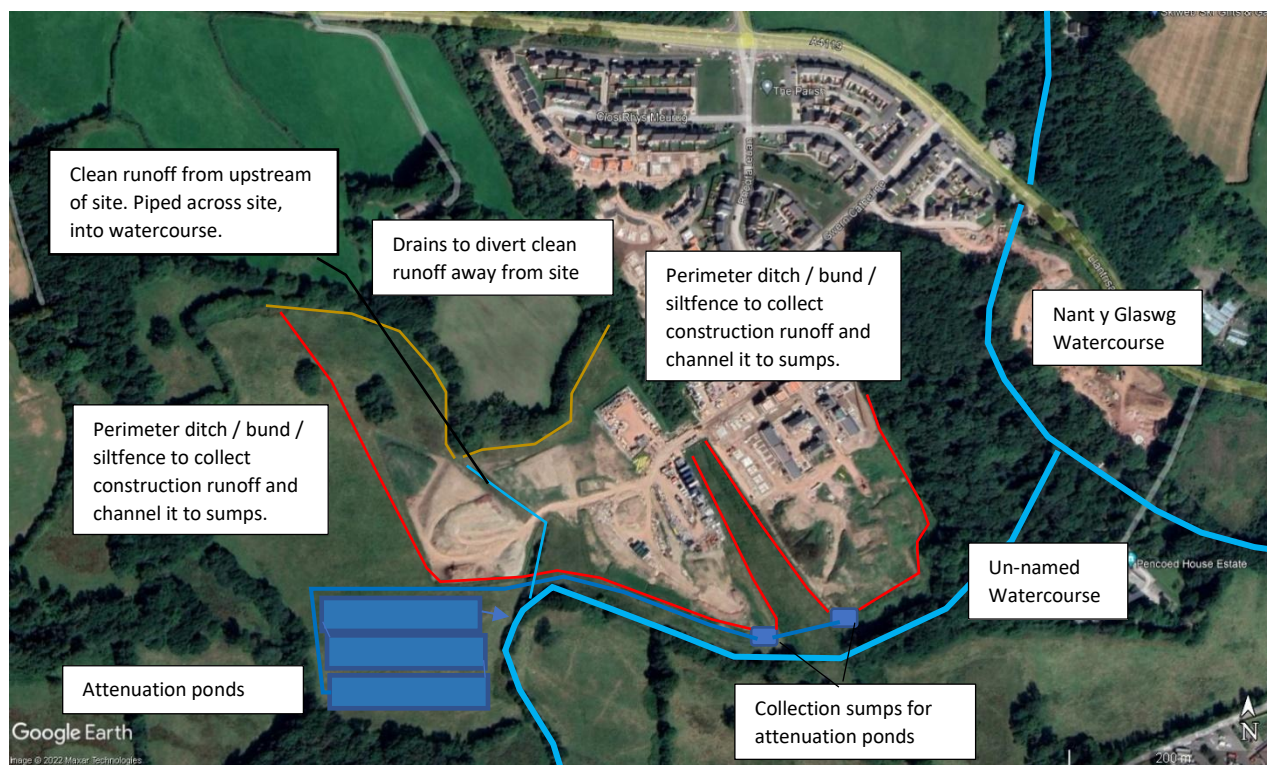 A4119
The Parish
Clos Rhys Meurug
Clean runoff from upstream
of site. Piped across site,
into watercourse.
Drains to divert clean
runoff away from site
Perimeter ditch / bund /
siltfence to collect
construction runoff and
channel it to sumps.
Nant y Glaswg
Watercourse
Perimeter ditch / bund /
siltfence to collect
construction runoff and
channel it to sumps.
Un-named
Watercourse
Pencoed House Estate
Attenuation ponds
Collection sumps for
attenuation ponds
Google Earth
Image © 2022 Maxar Technologies
N
200 m